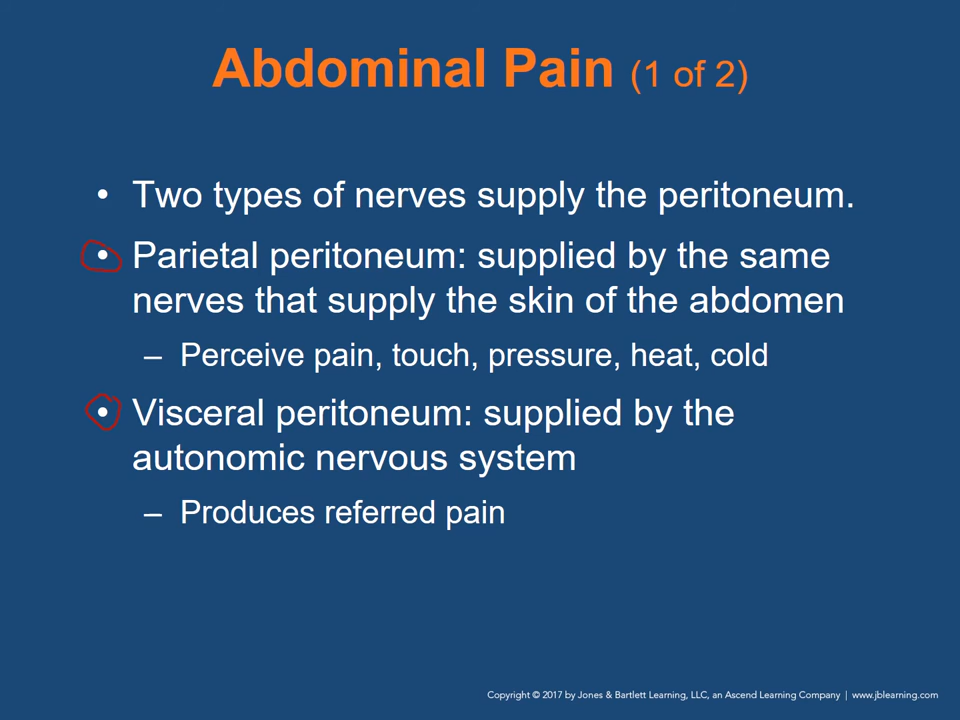 Abdominal Pain (1 of 2)
• Two types of nerves supply the peritoneum.
• Parietal peritoneum: supplied by the same
nerves that supply the skin of the abdomen
– Perceive pain, touch, pressure, heat, cold
• Visceral peritoneum: supplied by the
autonomic nervous system
– Produces referred pain
Copyright © 2017 by Jones & Bartlett Learning, LLC, an Ascend Learning Company | www.jblearning.com